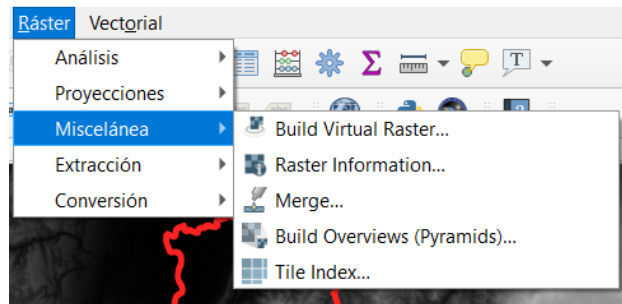 Ráster Vectorial
Análisis
Proyecciones
Miscelánea
Extracción
Conversión
Build Virtual Raster...
Raster Information...
Merge...
Build Overviews (Pyramids)...
Tile Index...